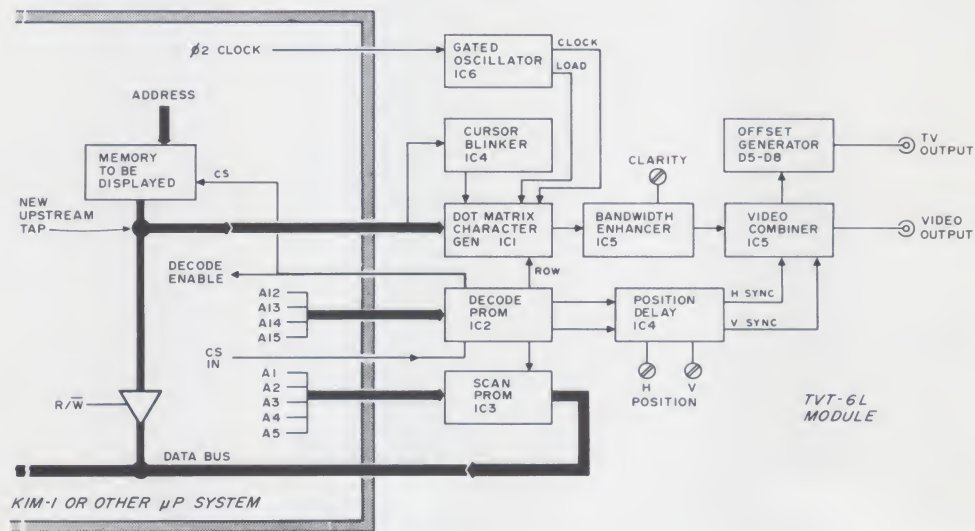 ø2 CLOCK
GATED
OSCILLATOR
IC6
CLOCK
LOAD
ADDRESS
MEMORY
TO BE
DISPLAYED
CS
CURSOR
BLINKER
IC4
OFFSET
GENERATOR
D5-D8
TV
OUTPUT
CLARITY
NEW
UPSTREAM
TAP
DOT MATRIX
CHARACTER
GEN IC1
BANDWIDTH
ENHANCER
IC5
VIDEO
COMBINER
IC5
VIDEO
OUTPUT
DECODE
ENABLE
ROW
A12
A13
A14
A15
DECODE
PROM
IC2
POSITION
DELAY
IC4
H SYNC
V SYNC
CS
IN
A1
A2
A3
A4
A5
SCAN
PROM
IC3
H V
POSITION
R/W̅
TVT-6L
MODULE
DATA BUS
KIM-1 OR OTHER μP SYSTEM